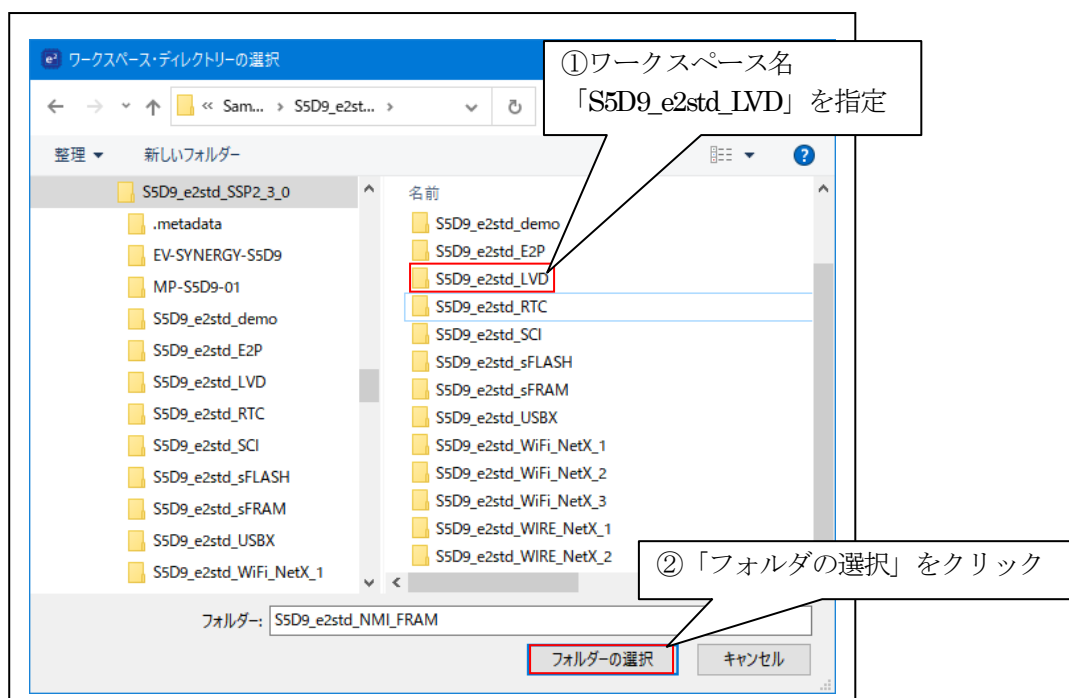 ワークスペース・ディレクトリーの選択
①ワークスペース名
「S5D9_e2std_LVD」を指定
« Sam... › S5D9_e2st... ›
整理 新しいフォルダー
S5D9_e2std_SSP2_3_0
.metadata
EV-SYNERGY-S5D9
MP-S5D9-01
S5D9_e2std_demo
S5D9_e2std_E2P
S5D9_e2std_LVD
S5D9_e2std_RTC
S5D9_e2std_SCI
S5D9_e2std_sFLASH
S5D9_e2std_sFRAM
S5D9_e2std_USBX
S5D9_e2std_WiFi_NetX_1
名前
S5D9_e2std_demo
S5D9_e2std_E2P
S5D9_e2std_LVD
S5D9_e2std_RTC
S5D9_e2std_SCI
S5D9_e2std_sFLASH
S5D9_e2std_sFRAM
S5D9_e2std_USBX
S5D9_e2std_WiFi_NetX_1
S5D9_e2std_WiFi_NetX_2
S5D9_e2std_WiFi_NetX_3
S5D9_e2std_WIRE_NetX_1
S5D9_e2std_WIRE_NetX_2
②「フォルダの選択」をクリック
フォルダー: S5D9_e2std_NMI_FRAM
フォルダーの選択 キャンセル